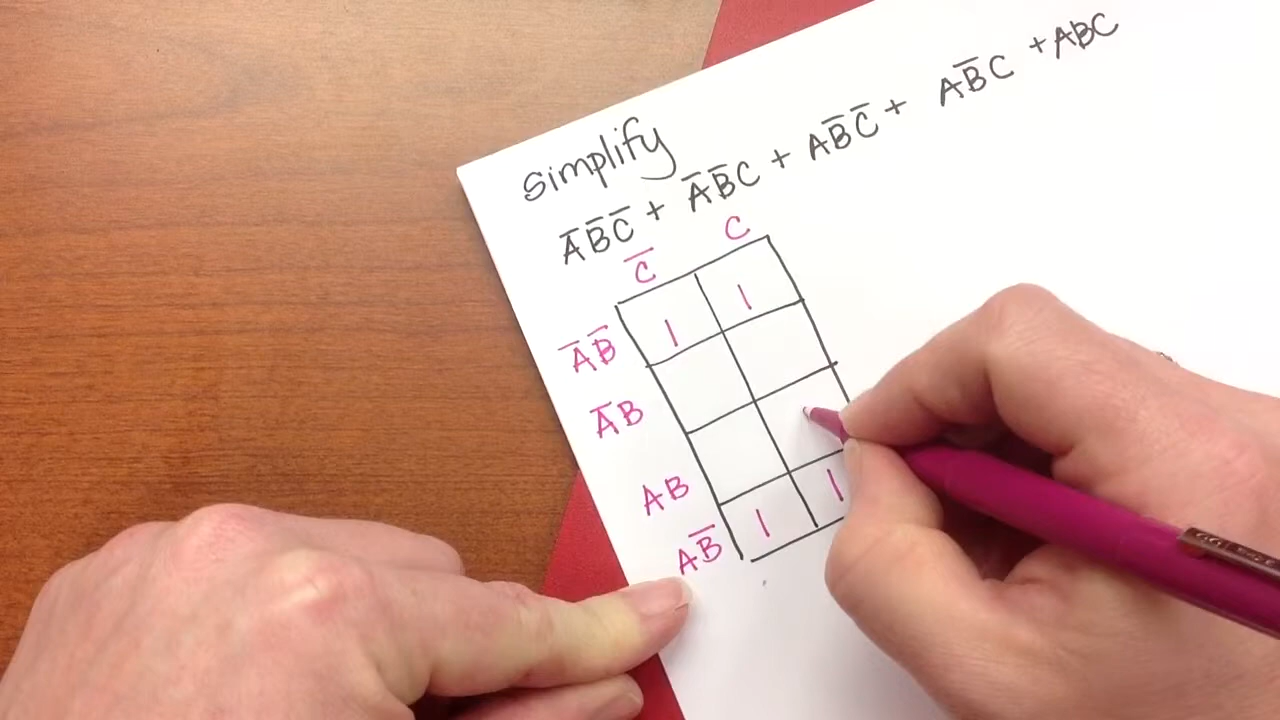 simplify
A̅B̅C̅ + A̅B̅C + AB̅C̅ + AB̅C + ABC
C̅ C
A̅B̅ 1 1
A̅B
AB
AB̅ 1 1